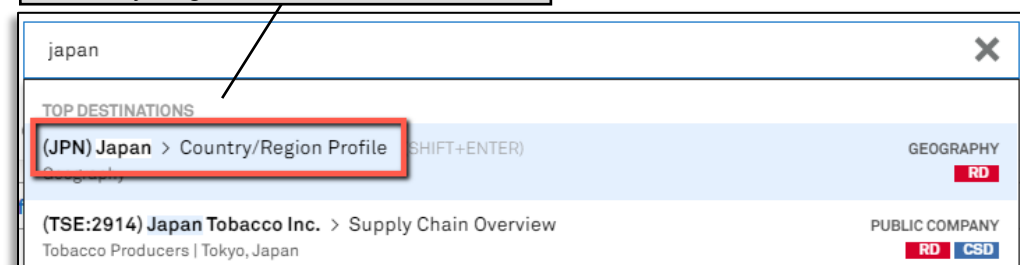 japan
TOP DESTINATIONS
(JPN) Japan > Country/Region Profile SHIFT+ENTER) GEOGRAPHY
Geography RD
(TSE:2914) Japan Tobacco Inc. > Supply Chain Overview PUBLIC COMPANY
Tobacco Producers | Tokyo, Japan RD CSD